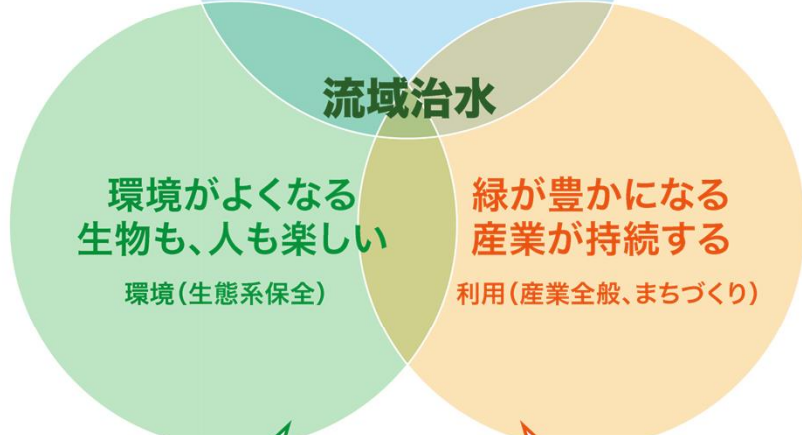 流域治水
環境がよくなる
生物も、人も楽しい
環境（生態系保全）
緑が豊かになる
産業が持続する
利用（産業全般、まちづくり）